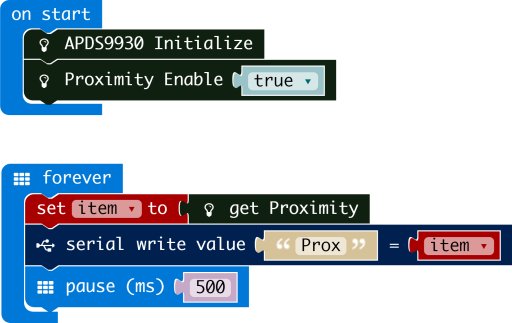 on start
APDS9930 Initialize
Proximity Enable true
forever
set item to get Proximity
serial write value “ Prox ” = item
pause (ms) 500